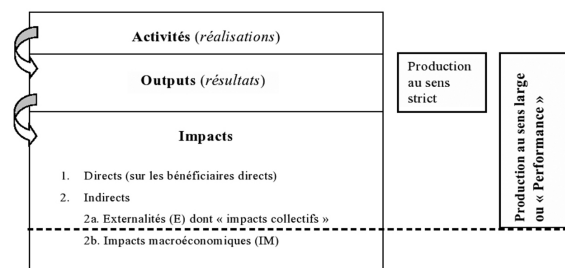 Activités (réalisations)
Outputs (résultats)
Impacts
1. Directs (sur les bénéficiaires directs)
2. Indirects
2a. Externalités (E) dont « impacts collectifs »
2b. Impacts macroéconomiques (IM)
Production
au sens
strict
Production au sens large
ou « Performance »